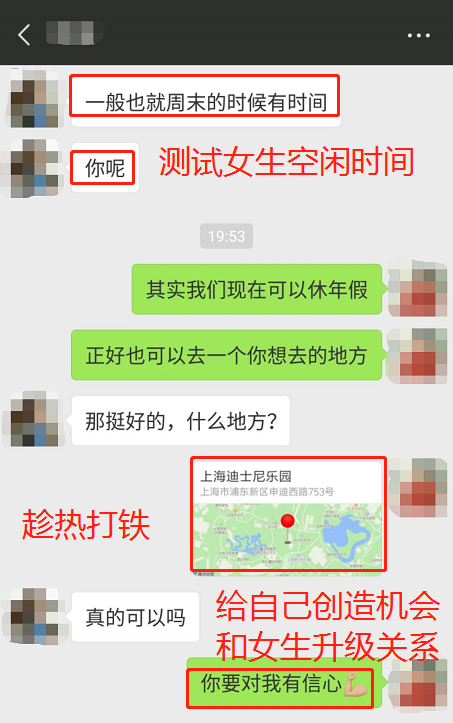 一般也就周末的时候有时间
你呢
测试女生空闲时间
19:53
其实我们现在可以休年假
正好也可以去一个你想去的地方
那挺好的，什么地方？
上海迪士尼乐园
上海市浦东新区申迪西路753号
趁热打铁
真的可以吗
给自己创造机会
和女生升级关系
你要对我有信心💪